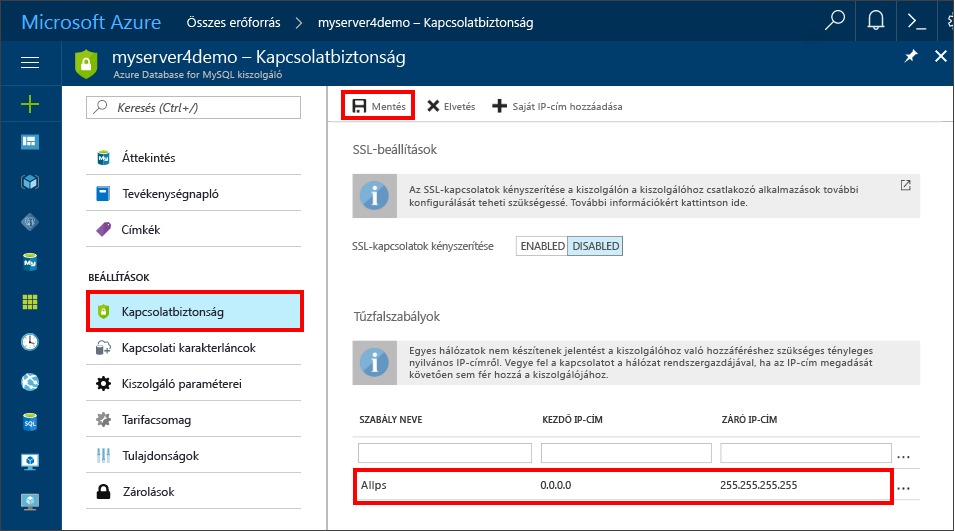 Microsoft Azure Összes erőforrás > myserver4demo – Kapcsolatbiztonság
myserver4demo – Kapcsolatbiztonság
Azure Database for MySQL kiszolgáló
Keresés (Ctrl+/)
Áttekintés
Tevékenységnapló
Címkék
BEÁLLÍTÁSOK
Kapcsolatbiztonság
Kapcsolati karakterláncok
Kiszolgáló paraméterei
Tarifacsomag
Tulajdonságok
Zárolások
Mentés Elvetés Saját IP-cím hozzáadása
SSL-beállítások
Az SSL-kapcsolatok kényszerítése a kiszolgálón a kiszolgálóhoz csatlakozó alkalmazások további
konfigurálását teheti szükségessé. További információkért kattintson ide.
SSL-kapcsolatok kényszerítése ENABLED DISABLED
Tűzfalszabályok
Egyes hálózatok nem készítenek jelentést a kiszolgálóhoz való hozzáféréshez szükséges tényleges
nyilvános IP-címről. Vegye fel a kapcsolatot a hálózat rendszergazdájával, ha az IP-cím megadását
követően sem fér hozzá a kiszolgálójához.
SZABÁLY NEVE KEZDŐ IP-CÍM ZÁRÓ IP-CÍM
...
AllIps 0.0.0.0 255.255.255.255 ...
My
My
SQL